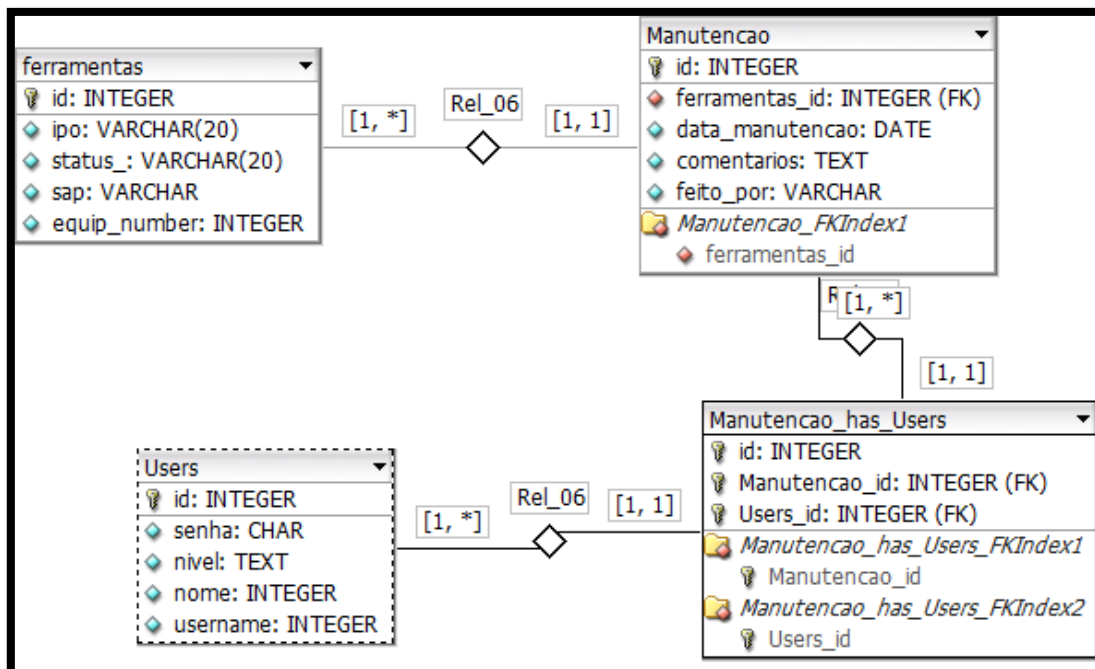 ferramentas
id: INTEGER
ipo: VARCHAR(20)
status_: VARCHAR(20)
sap: VARCHAR
equip_number: INTEGER
[1, *]
Rel_06
[1, 1]
Manutencao
id: INTEGER
ferramentas_id: INTEGER (FK)
data_manutencao: DATE
comentarios: TEXT
feito_por: VARCHAR
Manutencao_FKIndex1
ferramentas_id
[1, *]
[1, 1]
Users
id: INTEGER
senha: CHAR
nivel: TEXT
nome: INTEGER
username: INTEGER
[1, *]
Rel_06
[1, 1]
Manutencao_has_Users
id: INTEGER
Manutencao_id: INTEGER (FK)
Users_id: INTEGER (FK)
Manutencao_has_Users_FKIndex1
Manutencao_id
Manutencao_has_Users_FKIndex2
Users_id